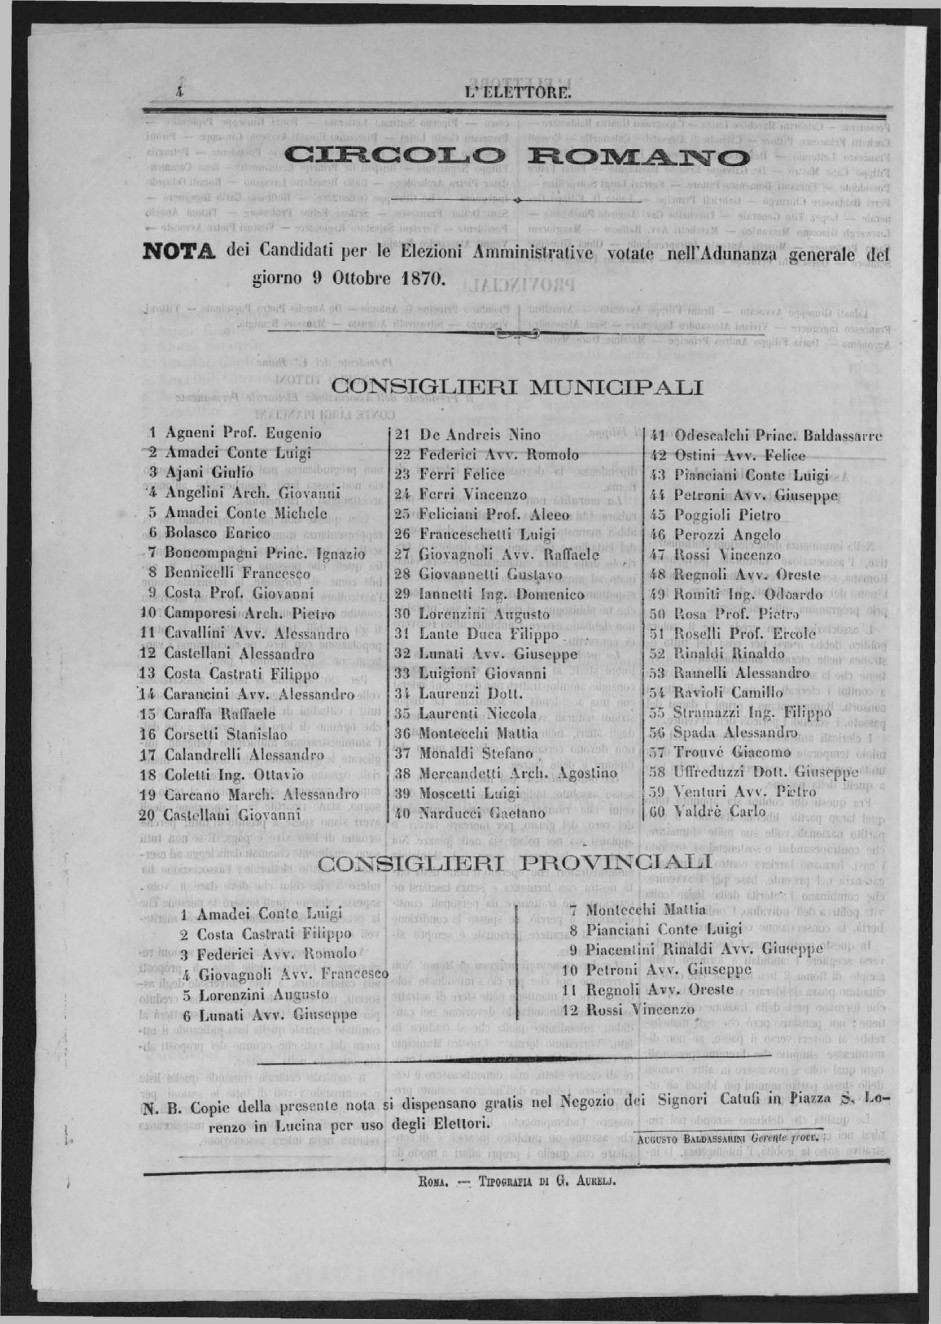 4
L'ELETTORE.
CIRCOLO ROMANO
NOTA dei Candidati per le Elezioni Amministrative votate nell'Adunanza generale del
giorno 9 Ottobre 1870.
CONSIGLIERI MUNICIPALI
1 Agneni Prof. Eugenio
2 Amadei Conte Luigi
3 Ajani Giulio
4 Angelini Arch. Giovanni
5 Amadei Conte Michele
6 Bolasco Enrico
7 Boncompagni Princ. Ignazio
8 Bennicelli Francesco
9 Costa Prof. Giovanni
10 Camporesi Arch. Pietro
11 Cavallini Avv. Alessandro
12 Castellani Alessandro
13 Costa Castrati Filippo
14 Carancini Avv. Alessandro
15 Caraffa Raffaele
16 Corsetti Stanislao
17 Calandrelli Alessandro
18 Coletti Ing. Ottavio
19 Carcano March. Alessandro
20 Castellani Giovanni
21 De Andreis Nino
22 Federici Avv. Romolo
23 Ferri Felice
24 Ferri Vincenzo
25 Feliciani Prof. Alceo
26 Franceschetti Luigi
27 Giovagnoli Avv. Raffaele
28 Giovannetti Gustavo
29 Iannetti Ing. Domenico
30 Lorenzini Augusto
31 Lante Duca Filippo
32 Lunati Avv. Giuseppe
33 Luigioni Giovanni
34 Laurenzi Dott.
35 Laurenti Niccola
36 Montecchi Mattia
37 Monaldi Stefano
38 Mercandetti Arch. Agostino
39 Moscetti Luigi
40 Narducci Gaetano
41 Odescalchi Princ. Baldassarre
42 Ostini Avv. Felice
43 Pianciani Conte Luigi
44 Petroni Avv. Giuseppe
45 Poggioli Pietro
46 Perozzi Angelo
47 Rossi Vincenzo
48 Regnoli Avv. Oreste
49 Romiti Ing. Odoardo
50 Rosa Prof. Pietro
51 Roselli Prof. Ercole
52 Rinaldi Rinaldo
53 Ramelli Alessandro
54 Ravioli Camillo
55 Stramazzi Ing. Filippo
56 Spada Alessandro
57 Trouvé Giacomo
58 Uffreduzzi Dott. Giuseppe
59 Venturi Avv. Pietro
60 Valdrè Carlo
CONSIGLIERI PROVINCIALI
1 Amadei Conte Luigi
2 Costa Castrati Filippo
3 Federici Avv. Romolo
4 Giovagnoli Avv. Francesco
5 Lorenzini Augusto
6 Lunati Avv. Giuseppe
7 Montecchi Mattia
8 Pianciani Conte Luigi
9 Piacentini Rinaldi Avv. Giuseppe
10 Petroni Avv. Giuseppe
11 Regnoli Avv. Oreste
12 Rossi Vincenzo
N. B. Copie della presente nota si dispensano gratis nel Negozio dei Signori Catufi in Piazza S. Lo-
renzo in Lucina per uso degli Elettori.
AUGUSTO BALDASSARINI Gerente provv.
ROMA. — TIPOGRAFIA DI G. AURELJ.